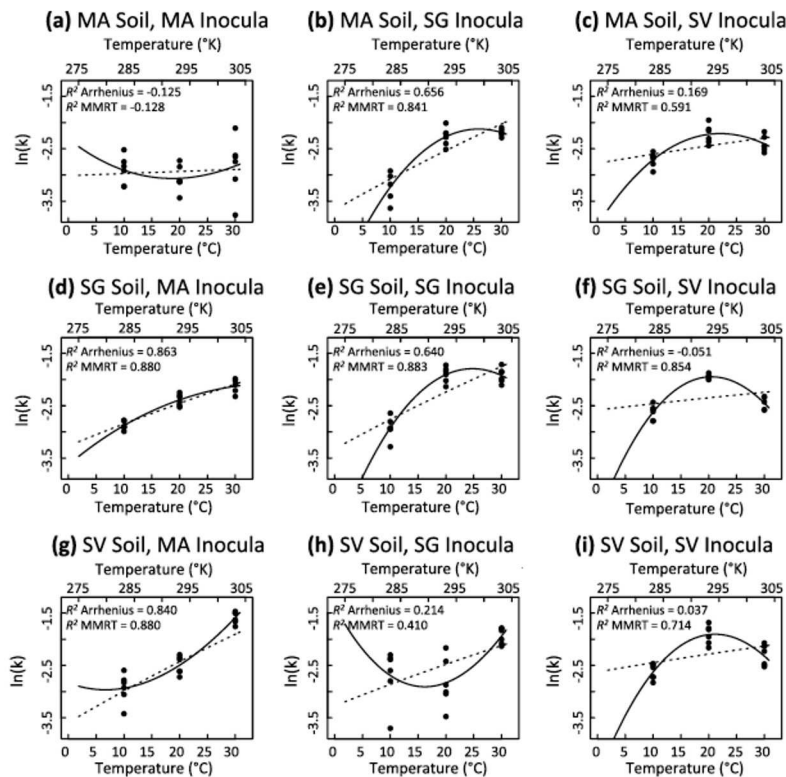 (a) MA Soil, MA Inocula
Temperature (°K)
275 285 295 305
R² Arrhenius = -0.125
R² MMRT = -0.128
ln(k)
-1.5
-2.5
-3.5
0 5 10 15 20 25 30
Temperature (°C)
(b) MA Soil, SG Inocula
Temperature (°K)
275 285 295 305
R² Arrhenius = 0.656
R² MMRT = 0.841
ln(k)
-1.5
-2.5
-3.5
0 5 10 15 20 25 30
Temperature (°C)
(c) MA Soil, SV Inocula
Temperature (°K)
275 285 295 305
R² Arrhenius = 0.169
R² MMRT = 0.591
ln(k)
-1.5
-2.5
-3.5
0 5 10 15 20 25 30
Temperature (°C)
(d) SG Soil, MA Inocula
Temperature (°K)
275 285 295 305
R² Arrhenius = 0.863
R² MMRT = 0.880
ln(k)
-1.5
-2.5
-3.5
0 5 10 15 20 25 30
Temperature (°C)
(e) SG Soil, SG Inocula
Temperature (°K)
275 285 295 305
R² Arrhenius = 0.640
R² MMRT = 0.883
ln(k)
-1.5
-2.5
-3.5
0 5 10 15 20 25 30
Temperature (°C)
(f) SG Soil, SV Inocula
Temperature (°K)
275 285 295 305
R² Arrhenius = -0.051
R² MMRT = 0.854
ln(k)
-1.5
-2.5
-3.5
0 5 10 15 20 25 30
Temperature (°C)
(g) SV Soil, MA Inocula
Temperature (°K)
275 285 295 305
R² Arrhenius = 0.840
R² MMRT = 0.880
ln(k)
-1.5
-2.5
-3.5
0 5 10 15 20 25 30
Temperature (°C)
(h) SV Soil, SG Inocula
Temperature (°K)
275 285 295 305
R² Arrhenius = 0.214
R² MMRT = 0.410
ln(k)
-1.5
-2.5
-3.5
0 5 10 15 20 25 30
Temperature (°C)
(i) SV Soil, SV Inocula
Temperature (°K)
275 285 295 305
R² Arrhenius = 0.037
R² MMRT = 0.714
ln(k)
-1.5
-2.5
-3.5
0 5 10 15 20 25 30
Temperature (°C)